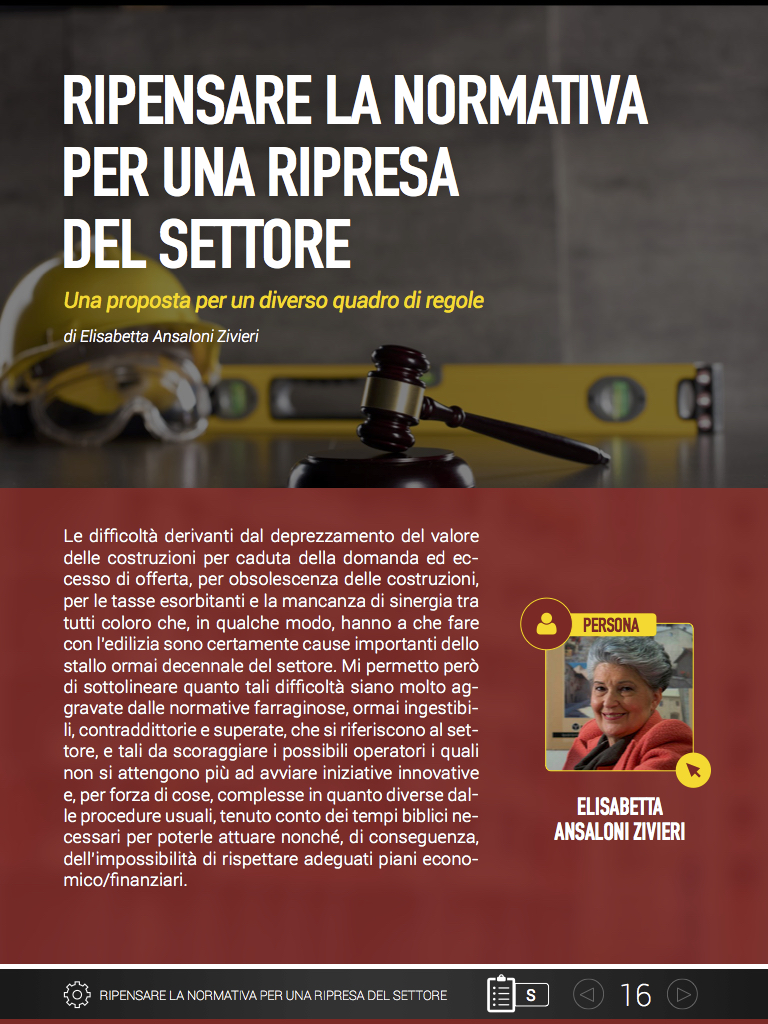 RIPENSARE LA NORMATIVA
PER UNA RIPRESA
DEL SETTORE
Una proposta per un diverso quadro di regole
di Elisabetta Ansaloni Zivieri
Le difficoltà derivanti dal deprezzamento del valore
delle costruzioni per caduta della domanda ed ec-
cesso di offerta, per obsolescenza delle costruzioni,
per le tasse esorbitanti e la mancanza di sinergia tra
tutti coloro che, in qualche modo, hanno a che fare
con l'edilizia sono certamente cause importanti dello
stallo ormai decennale del settore. Mi permetto però
di sottolineare quanto tali difficoltà siano molto ag-
gravate dalle normative farraginose, ormai ingestibi-
li, contraddittorie e superate, che si riferiscono al set-
tore, e tali da scoraggiare i possibili operatori i quali
non si attengono più ad avviare iniziative innovative
e, per forza di cose, complesse in quanto diverse dal-
le procedure usuali, tenuto conto dei tempi biblici ne-
cessari per poterle attuare nonché, di conseguenza,
dell'impossibilità di rispettare adeguati piani econo-
mico/finanziari.
PERSONA
ELISABETTA
ANSALONI ZIVIERI
RIPENSARE LA NORMATIVA PER UNA RIPRESA DEL SETTORE
S
16